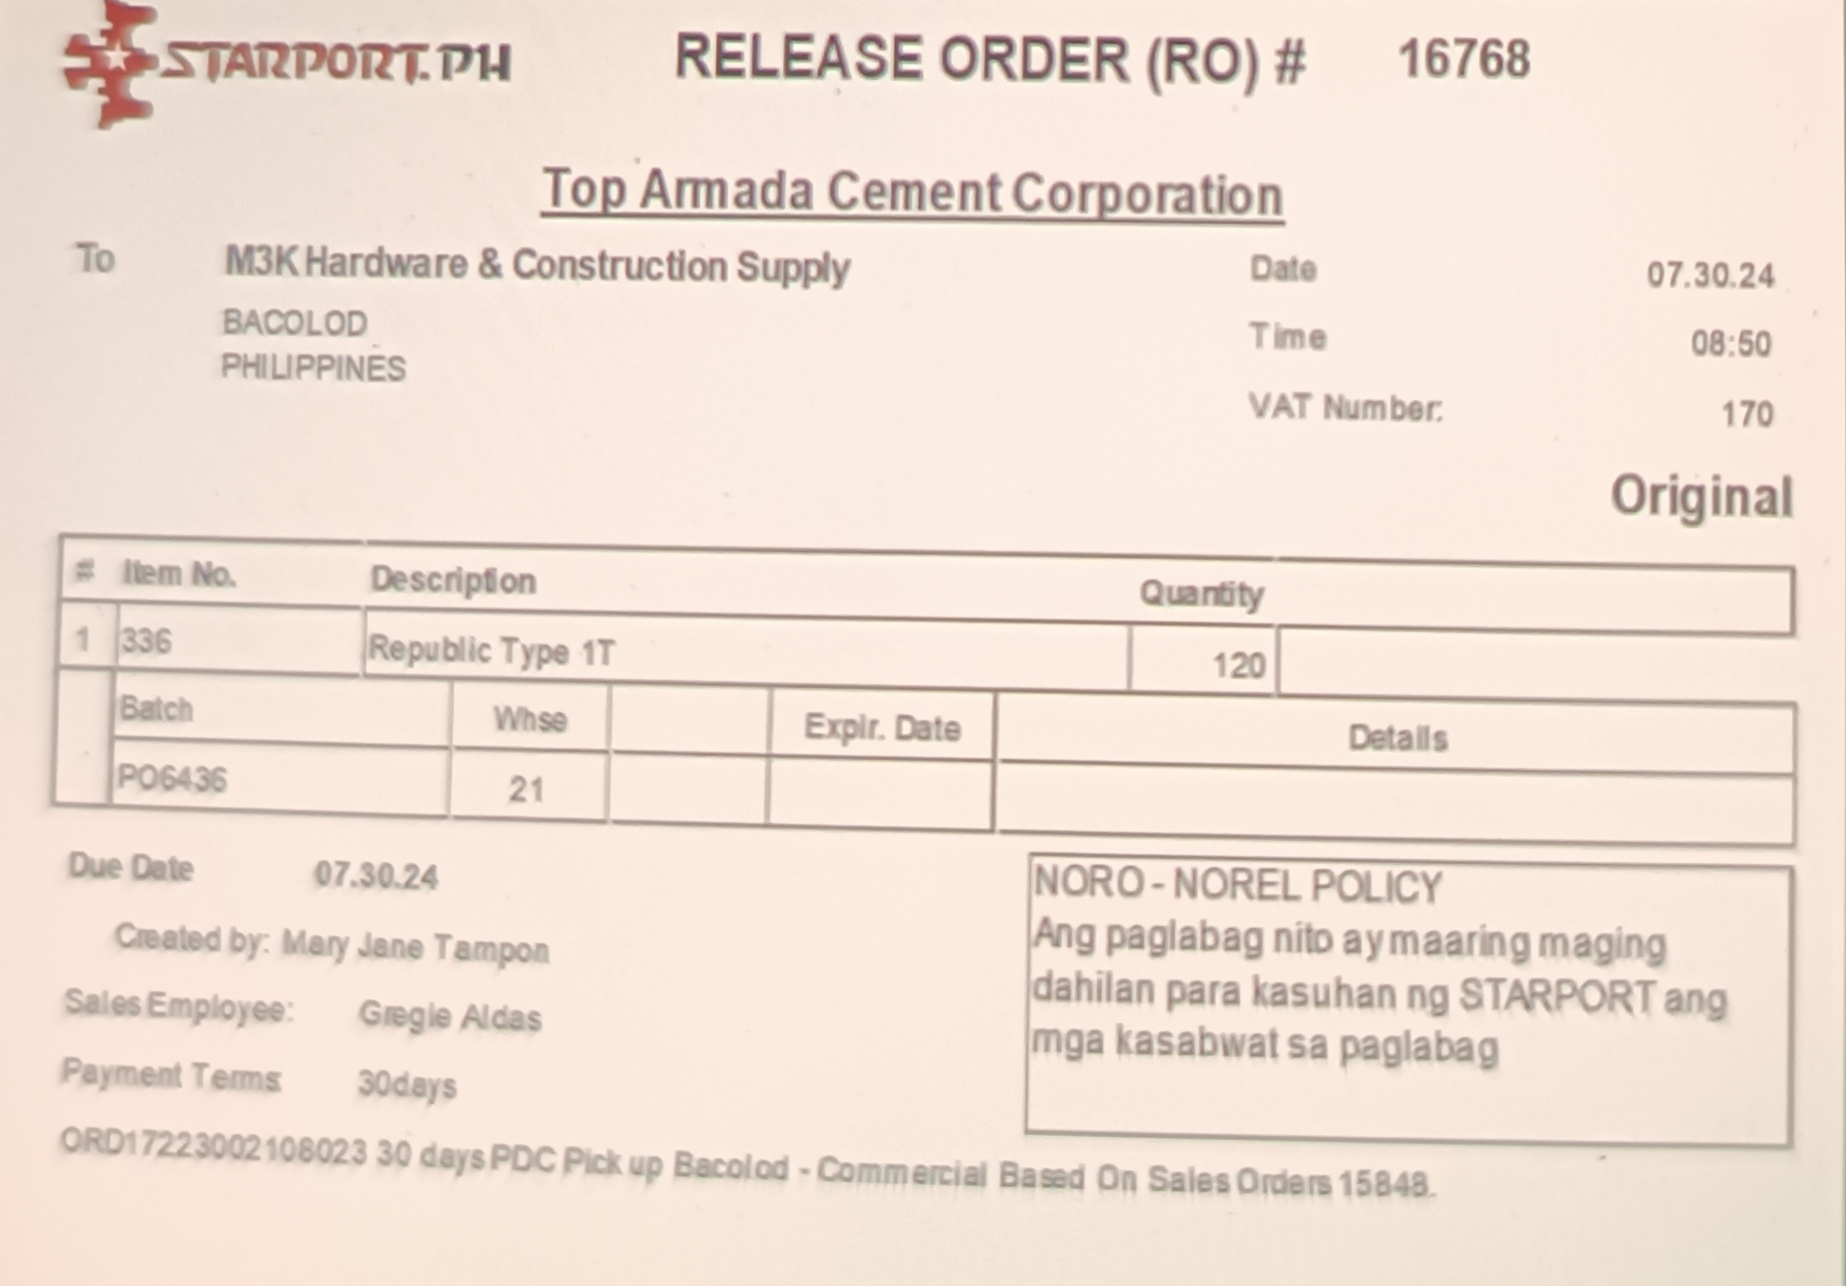 STARPORT.PH
RELEASE ORDER (RO) # 16768
Top Armada Cement Corporation
To M3K Hardware & Construction Supply
BACOLOD
PHILIPPINES
Date 07.30.24
Time 08:50
VAT Number: 170
Original
# Item No. Description Quantity
1 336 Republic Type 1T 120
Batch Whse Expir. Date Details
PO6436 21
Due Date 07.30.24
Created by: Mary Jane Tampon
Sales Employee: Gregie Aldas
Payment Terms 30days
NORO - NOREL POLICY
Ang paglabag nito ay maaring maging
dahilan para kasuhan ng STARPORT ang
mga kasabwat sa paglabag
ORD17223002108023 30 days PDC Pick up Bacolod - Commercial Based On Sales Orders 15848.